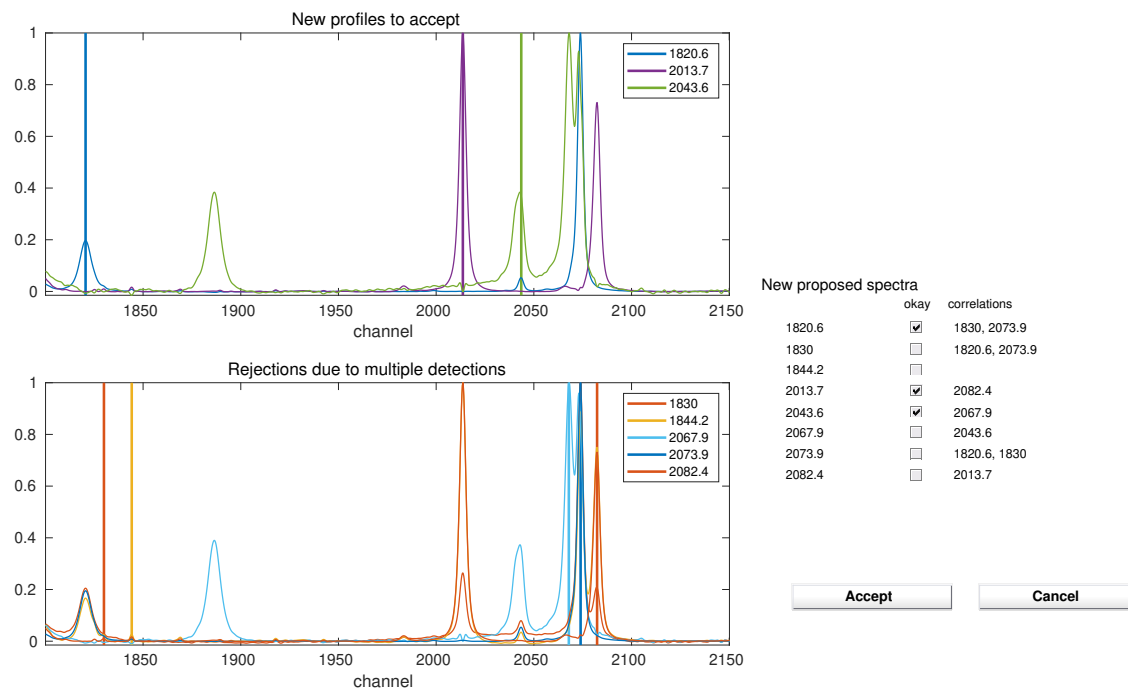 New profiles to accept
1
0.8
0.6
0.4
0.2
0
1820.6
2013.7
2043.6
1850 1900 1950 2000 2050 2100 2150
channel
Rejections due to multiple detections
1
0.8
0.6
0.4
0.2
0
1830
1844.2
2067.9
2073.9
2082.4
1850 1900 1950 2000 2050 2100 2150
channel
New proposed spectra
okay correlations
1820.6 1830, 2073.9
1830 1820.6, 2073.9
1844.2
2013.7 2082.4
2043.6 2067.9
2067.9 2043.6
2073.9 1820.6, 1830
2082.4 2013.7
Accept Cancel